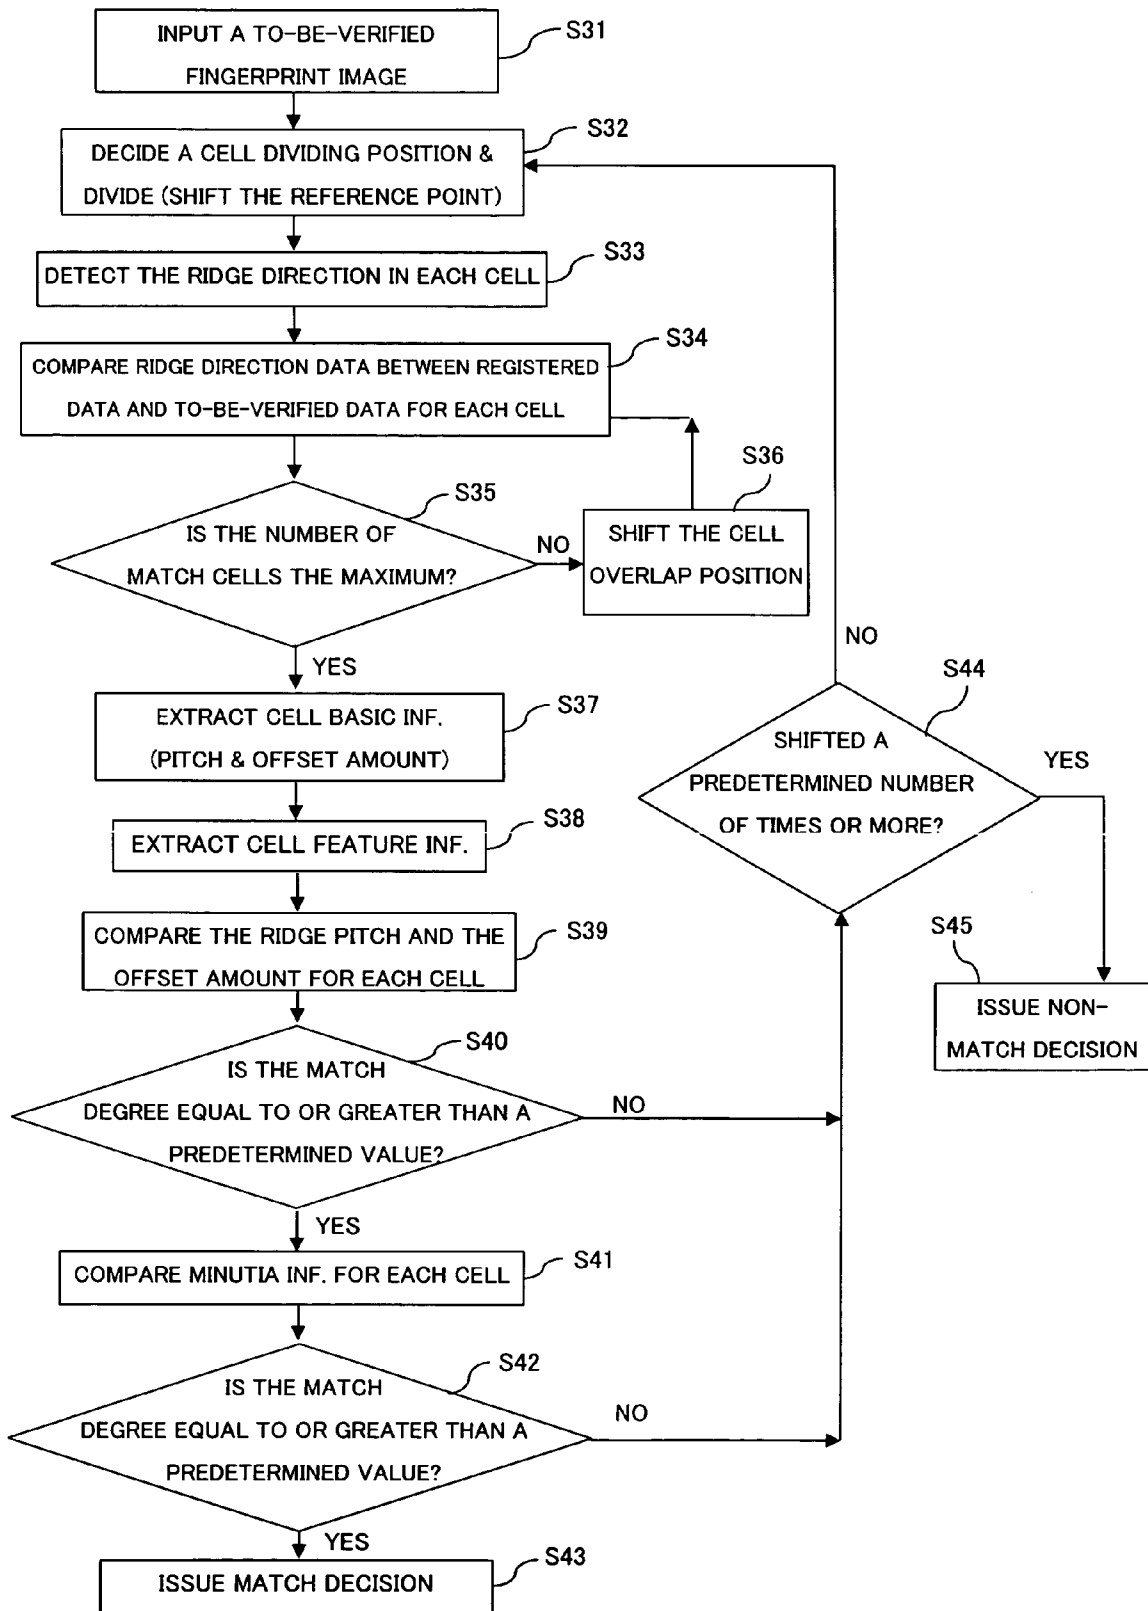 INPUT A TO-BE-VERIFIED
FINGERPRINT IMAGE
S31
DECIDE A CELL DIVIDING POSITION &
DIVIDE (SHIFT THE REFERENCE POINT)
S32
DETECT THE RIDGE DIRECTION IN EACH CELL
S33
COMPARE RIDGE DIRECTION DATA BETWEEN REGISTERED
DATA AND TO-BE-VERIFIED DATA FOR EACH CELL
S34
IS THE NUMBER OF
MATCH CELLS THE MAXIMUM?
S35
NO
SHIFT THE CELL
OVERLAP POSITION
S36
YES
EXTRACT CELL BASIC INF.
(PITCH & OFFSET AMOUNT)
S37
EXTRACT CELL FEATURE INF.
S38
COMPARE THE RIDGE PITCH AND THE
OFFSET AMOUNT FOR EACH CELL
S39
IS THE MATCH
DEGREE EQUAL TO OR GREATER THAN A
PREDETERMINED VALUE?
S40
NO
YES
COMPARE MINUTIA INF. FOR EACH CELL
S41
IS THE MATCH
DEGREE EQUAL TO OR GREATER THAN A
PREDETERMINED VALUE?
S42
NO
YES
ISSUE MATCH DECISION
S43
NO
SHIFTED A
PREDETERMINED NUMBER
OF TIMES OR MORE?
S44
YES
ISSUE NON-
MATCH DECISION
S45